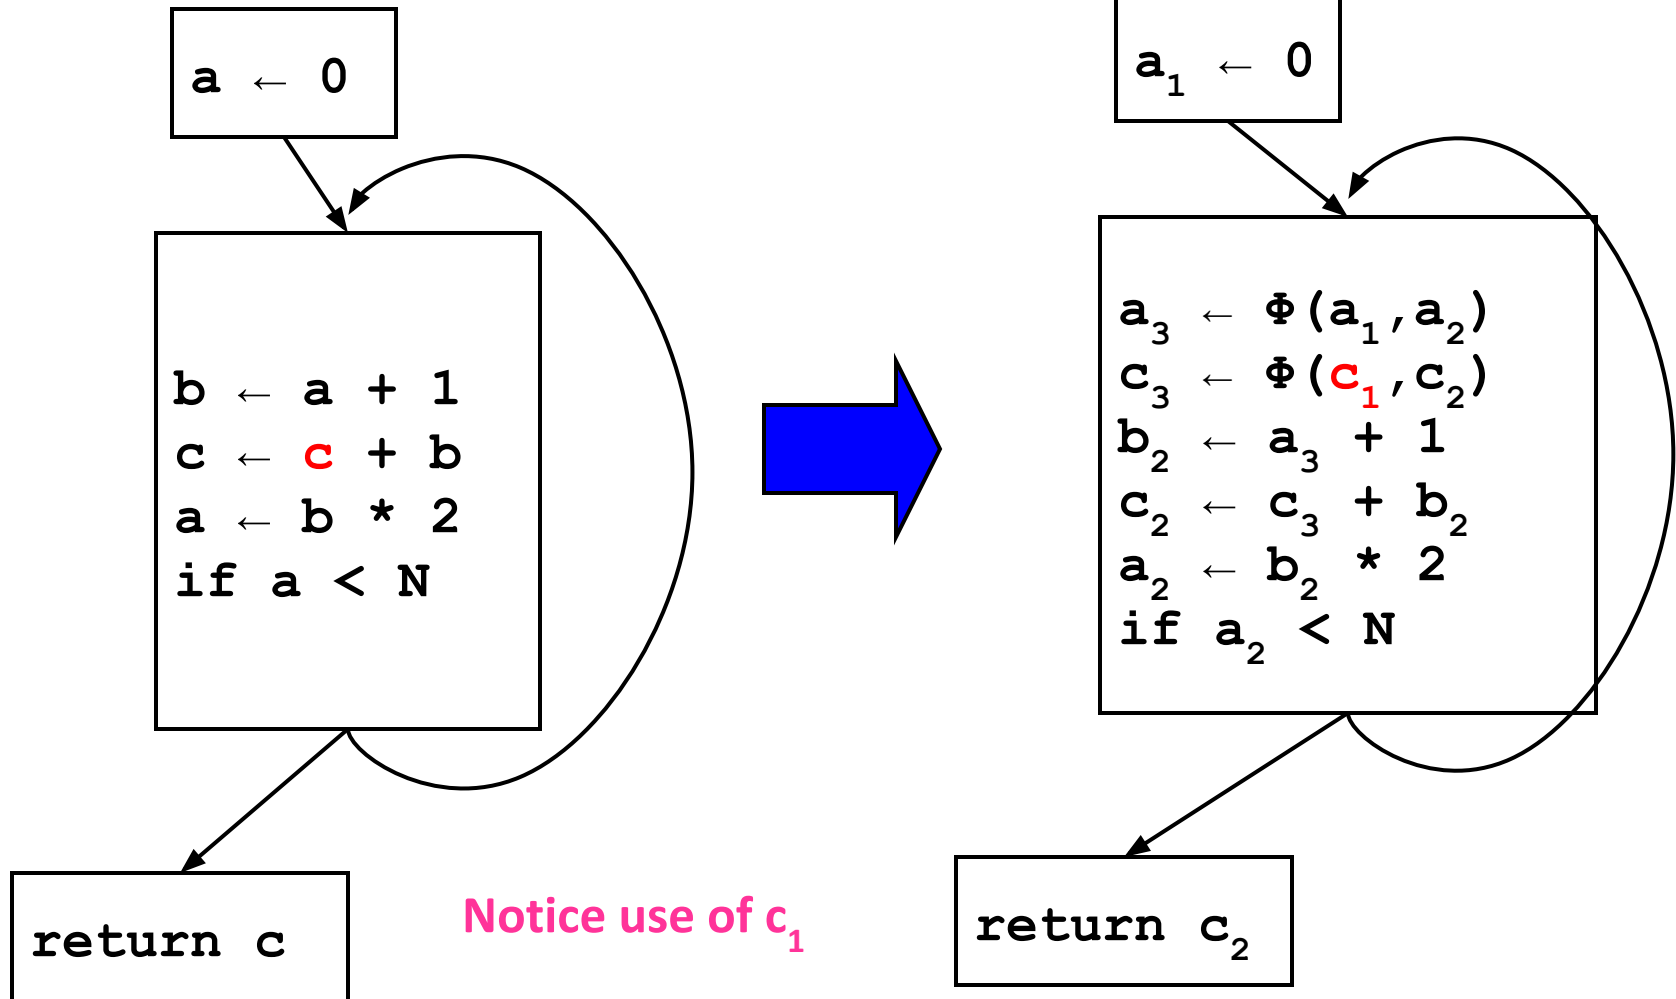 a ← 0
b ← a + 1
c ← c + b
a ← b * 2
if a < N
return c
Notice use of c₁
a₁ ← 0
a₃ ← Φ(a₁,a₂)
c₃ ← Φ(c₁,c₂)
b₂ ← a₃ + 1
c₂ ← c₃ + b₂
a₂ ← b₂ * 2
if a₂ < N
return c₂